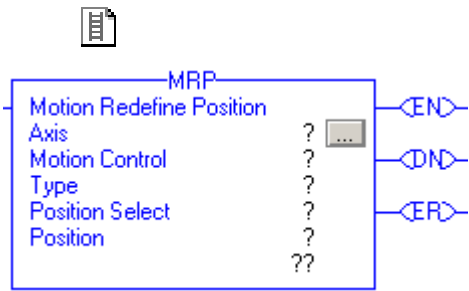 MRP
Motion Redefine Position
EN
Axis ? ...
Motion Control ?
DN
Type ?
Position Select ?
ER
Position ?
??